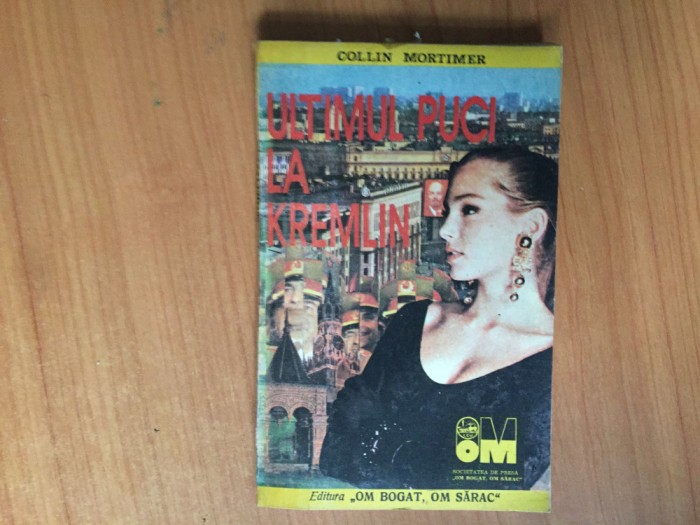 COLLIN MORTIMER
ULTIMUL PUCI
LA
KREMLIN
OM
OM
SOCIETATEA DE PRESĂ
„OM BOGAT, OM SĂRAC"
Editura „OM BOGAT, OM SĂRAC"